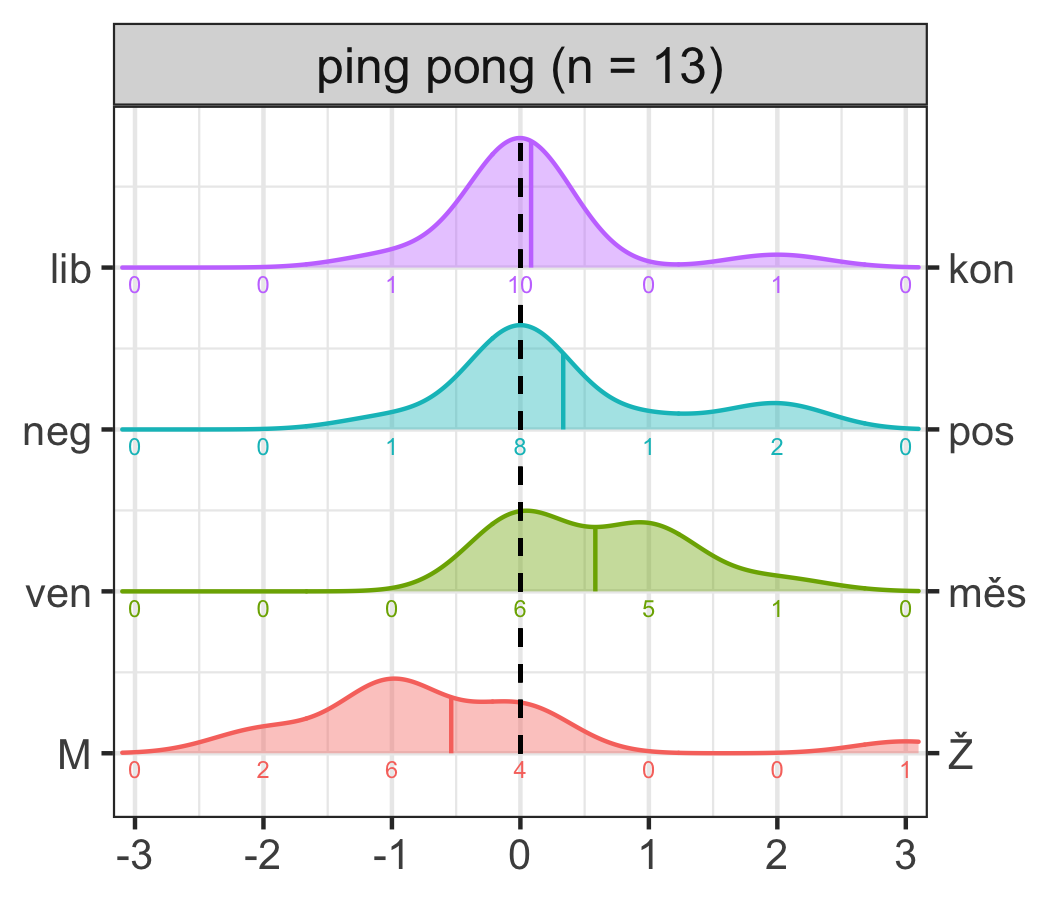 ping pong (n = 13)
lib kon
0 0 1 10 0 1 0
neg pos
0 0 1 8 1 2 0
ven měs
0 0 0 6 5 1 0
M Ž
0 2 6 4 0 0 1
-3 -2 -1 0 1 2 3